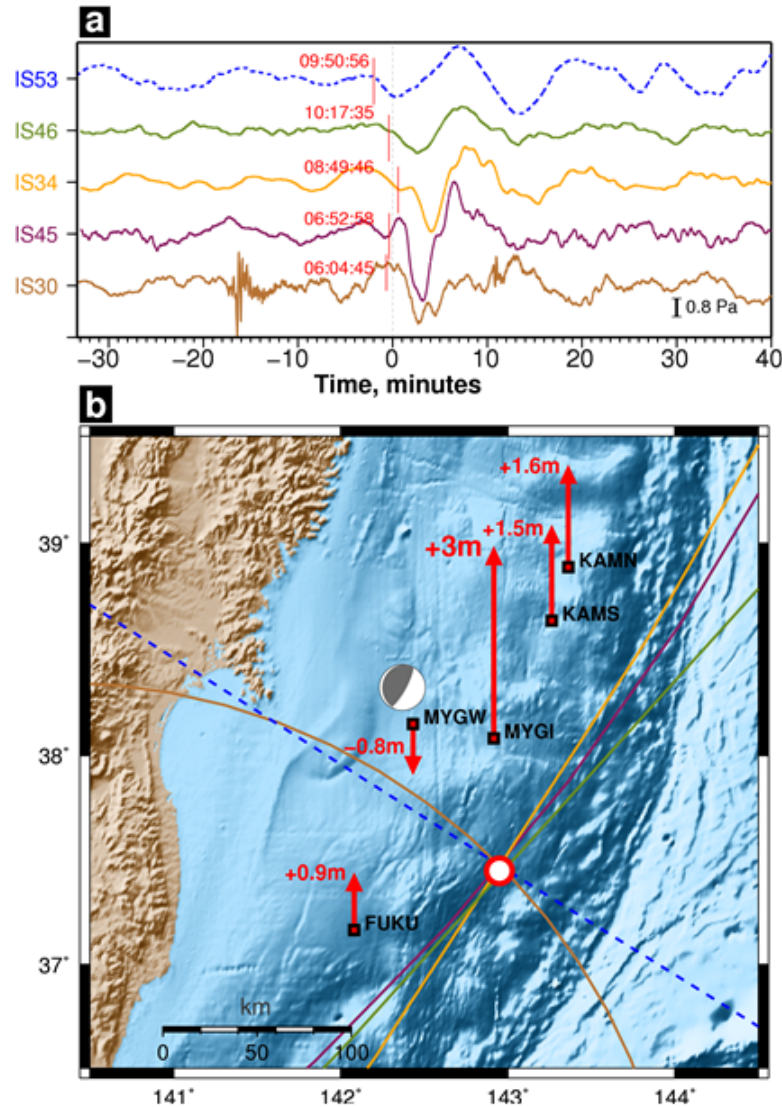 a
IS53
09:50:56
IS46
10:17:35
IS34
08:49:46
IS45
06:52:58
IS30
06:04:45
0.8 Pa
−30 −20 −10 0 10 20 30 40
Time, minutes
b
+1.6m
39°
+3m
+1.5m
KAMN
KAMS
MYGW
MYGI
38°
−0.8m
+0.9m
FUKU
37°
km
0 50 100
141° 142° 143° 144°